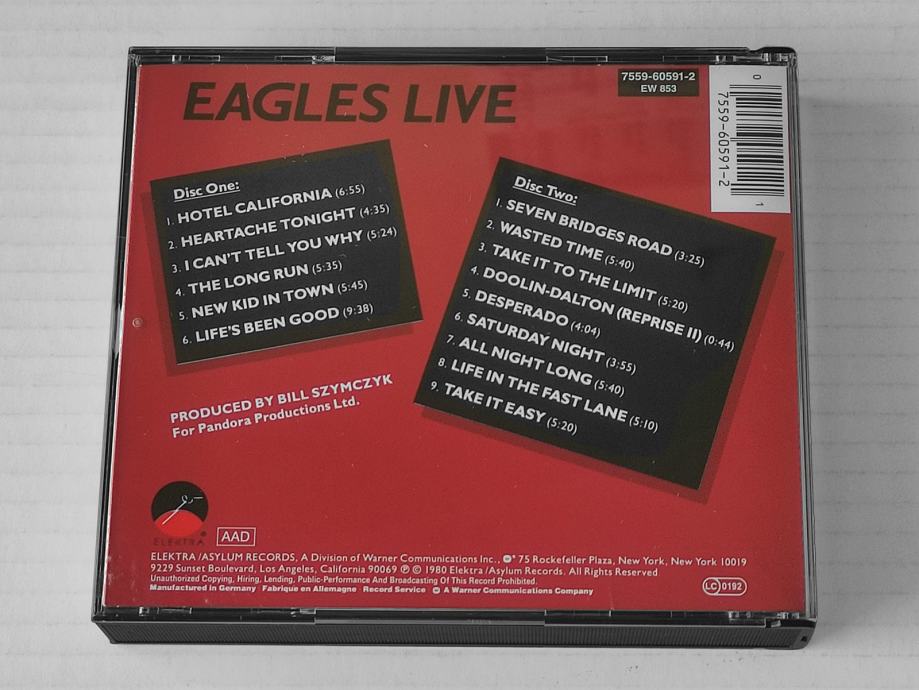 EAGLES LIVE
7559-60591-2
EW 853
0
7559-60591-2
1
Disc One:
1. HOTEL CALIFORNIA (6:55)
2. HEARTACHE TONIGHT (4:35)
3. I CAN'T TELL YOU WHY (5:24)
4. THE LONG RUN (5:35)
5. NEW KID IN TOWN (5:45)
6. LIFE'S BEEN GOOD (9:38)
Disc Two:
1. SEVEN BRIDGES ROAD (3:25)
2. WASTED TIME (5:40)
3. TAKE IT TO THE LIMIT (5:20)
4. DOOLIN-DALTON (REPRISE II) (0:44)
5. DESPERADO (4:04)
6. SATURDAY NIGHT (3:55)
7. ALL NIGHT LONG (5:40)
8. LIFE IN THE FAST LANE (5:10)
9. TAKE IT EASY (5:20)
PRODUCED BY BILL SZYMCZYK
For Pandora Productions Ltd.
ELEKTRA
AAD
ELEKTRA/ASYLUM RECORDS, A Division of Warner Communications Inc., 75 Rockefeller Plaza, New York, New York 10019
9229 Sunset Boulevard, Los Angeles, California 90069 ℗ © 1980 Elektra/Asylum Records. All Rights Reserved
Unauthorized Copying, Hiring, Lending, Public-Performance And Broadcasting Of This Record Prohibited.
Manufactured in Germany · Fabrique en Allemagne · Record Service · A Warner Communications Company
LC 0192